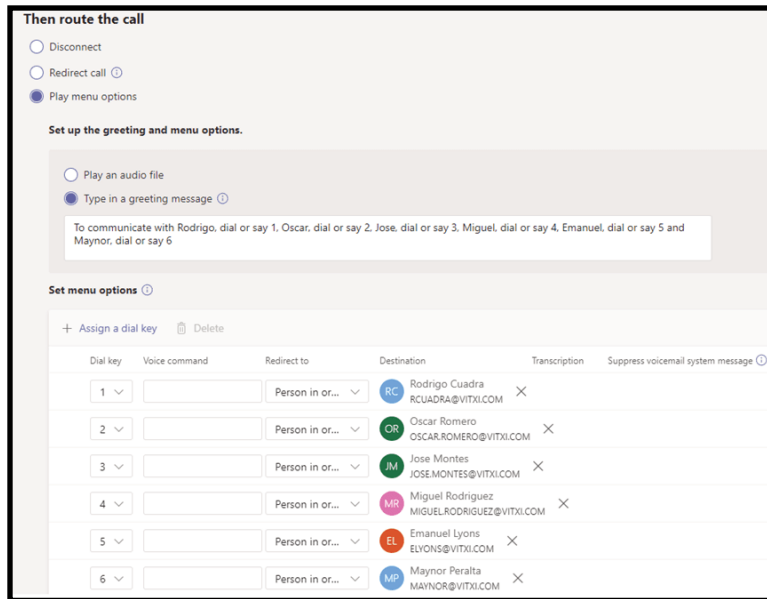 Then route the call
Disconnect
Redirect call
Play menu options
Set up the greeting and menu options.
Play an audio file
Type in a greeting message
To communicate with Rodrigo, dial or say 1, Oscar, dial or say 2, Jose, dial or say 3, Miguel, dial or say 4, Emanuel, dial or say 5 and
Maynor, dial or say 6
Set menu options
+ Assign a dial key Delete
Dial key Voice command Redirect to Destination Transcription Suppress voicemail system message
1 Person in or... RC Rodrigo Cuadra
RCUADRA@VITXI.COM
2 Person in or... OR Oscar Romero
OSCAR.ROMERO@VITXI.COM
3 Person in or... JM Jose Montes
JOSE.MONTES@VITXI.COM
4 Person in or... MR Miguel Rodriguez
MIGUEL.RODRIGUEZ@VITXI.COM
5 Person in or... EL Emanuel Lyons
ELYONS@VITXI.COM
6 Person in or... MP Maynor Peralta
MAYNOR@VITXI.COM